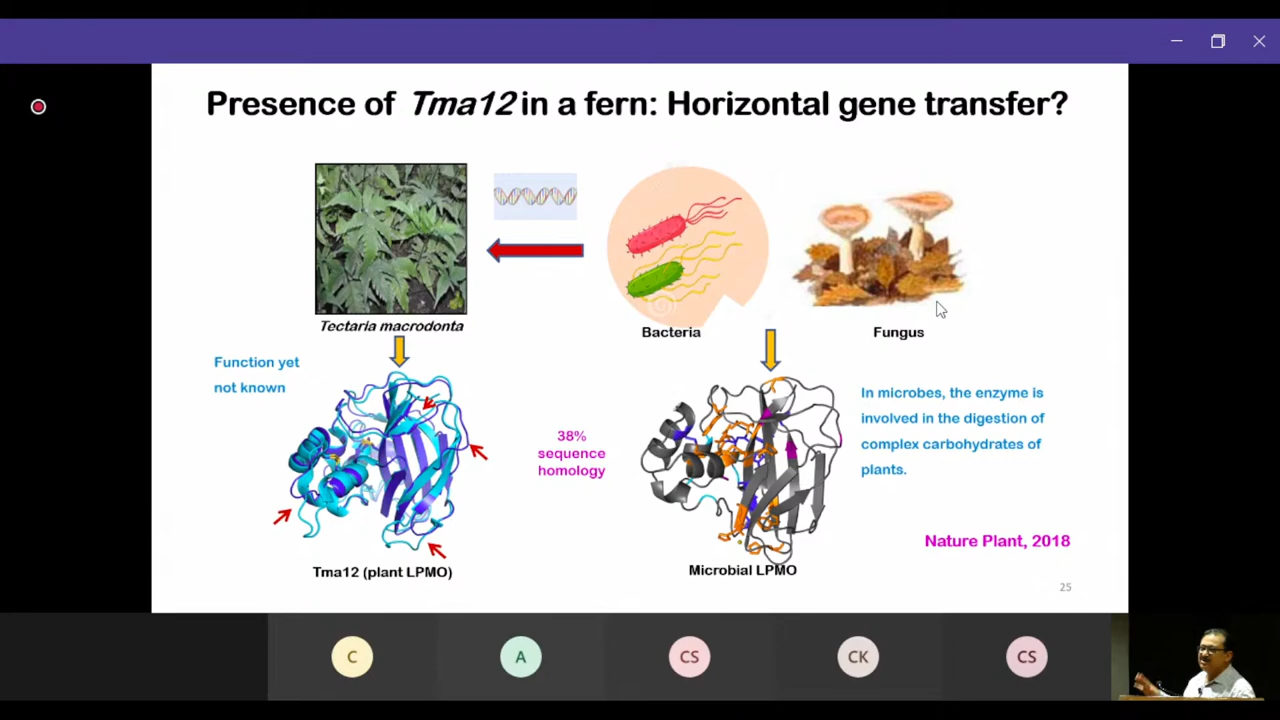 Presence of Tma12 in a fern: Horizontal gene transfer?
Tectaria macrodonta
Bacteria
Fungus
Function yet
not known
38%
sequence
homology
In microbes, the enzyme is
involved in the digestion of
complex carbohydrates of
plants.
Nature Plant, 2018
Tma12 (plant LPMO)
Microbial LPMO
25
C
A
CS
CK
CS